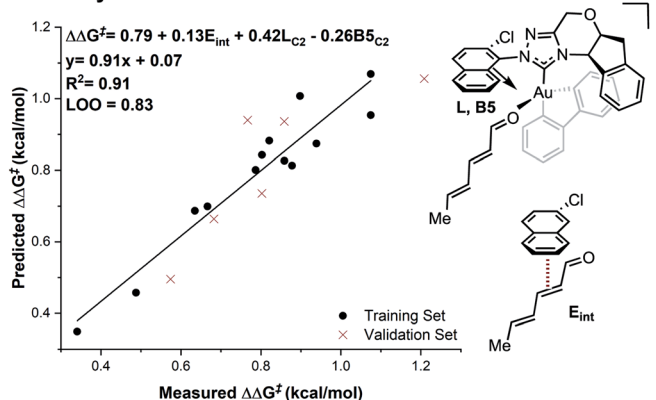 ΔΔG‡= 0.79 + 0.13Eint + 0.42LC2 - 0.26B5C2
y= 0.91x + 0.07
R²= 0.91
LOO = 0.83
1.2
1.0
0.8
0.6
0.4
Predicted ΔΔG‡ (kcal/mol)
0.4
0.6
0.8
1.0
1.2
Measured ΔΔG‡ (kcal/mol)
Training Set
Validation Set
O
N
Cl
N
N
L, B5
Au
O
Me
Cl
O
Eint
Me